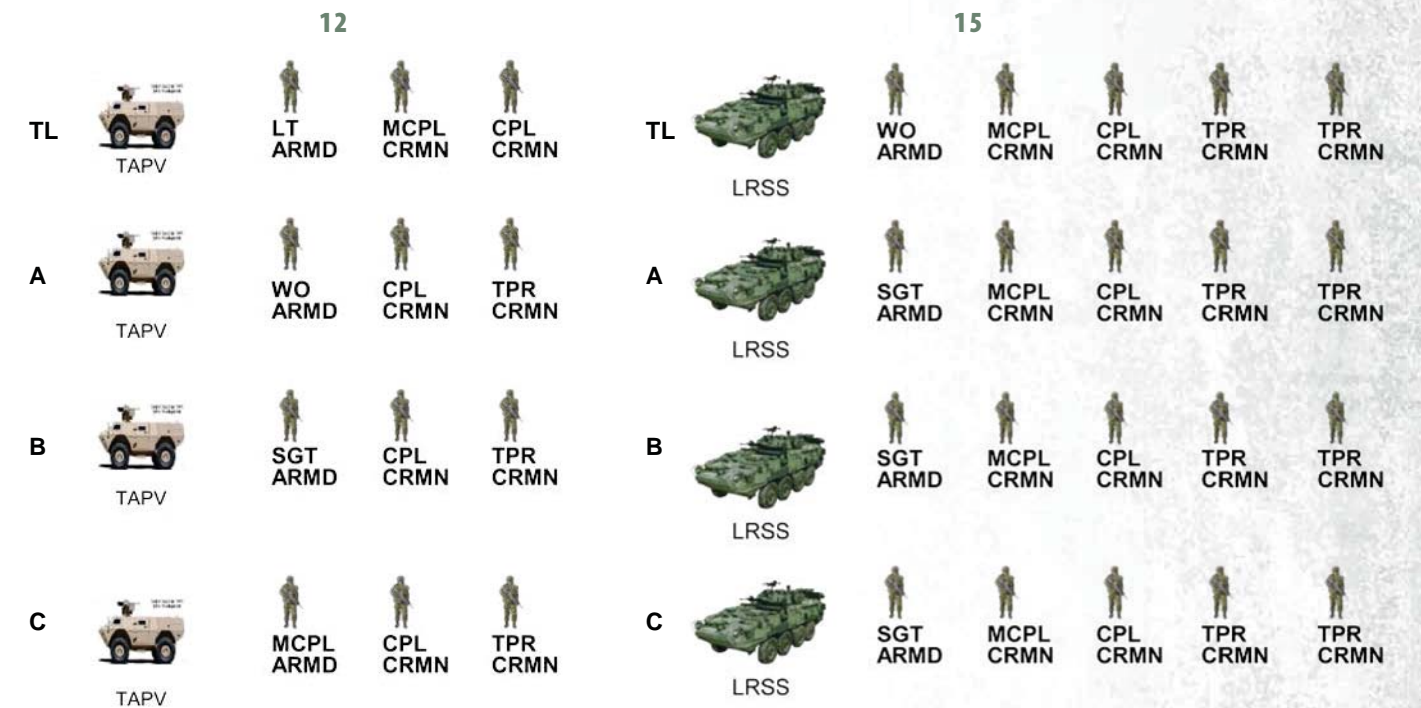 12
TL
TAPV
LT
ARMD
MCPL
CRMN
CPL
CRMN
A
TAPV
WO
ARMD
CPL
CRMN
TPR
CRMN
B
TAPV
SGT
ARMD
CPL
CRMN
TPR
CRMN
C
TAPV
MCPL
ARMD
CPL
CRMN
TPR
CRMN
15
TL
LRSS
WO
ARMD
MCPL
CRMN
CPL
CRMN
TPR
CRMN
TPR
CRMN
A
LRSS
SGT
ARMD
MCPL
CRMN
CPL
CRMN
TPR
CRMN
TPR
CRMN
B
LRSS
SGT
ARMD
MCPL
CRMN
CPL
CRMN
TPR
CRMN
TPR
CRMN
C
LRSS
SGT
ARMD
MCPL
CRMN
CPL
CRMN
TPR
CRMN
TPR
CRMN